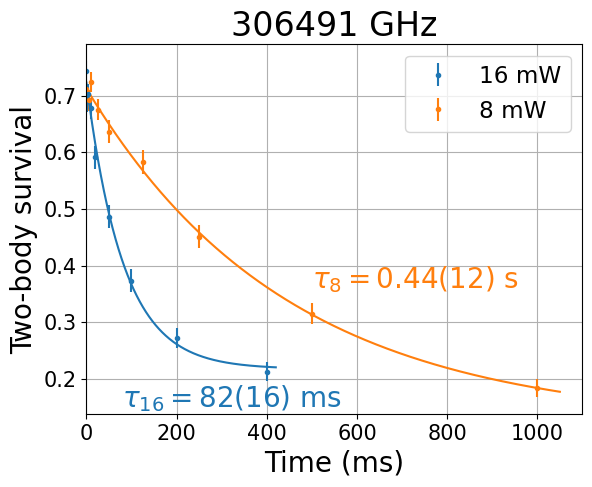 306491 GHz
16 mW
8 mW
Two-body survival
0.7
0.6
0.5
0.4
0.3
0.2
τ₈ = 0.44(12) s
τ₁₆ = 82(16) ms
0 200 400 600 800 1000
Time (ms)